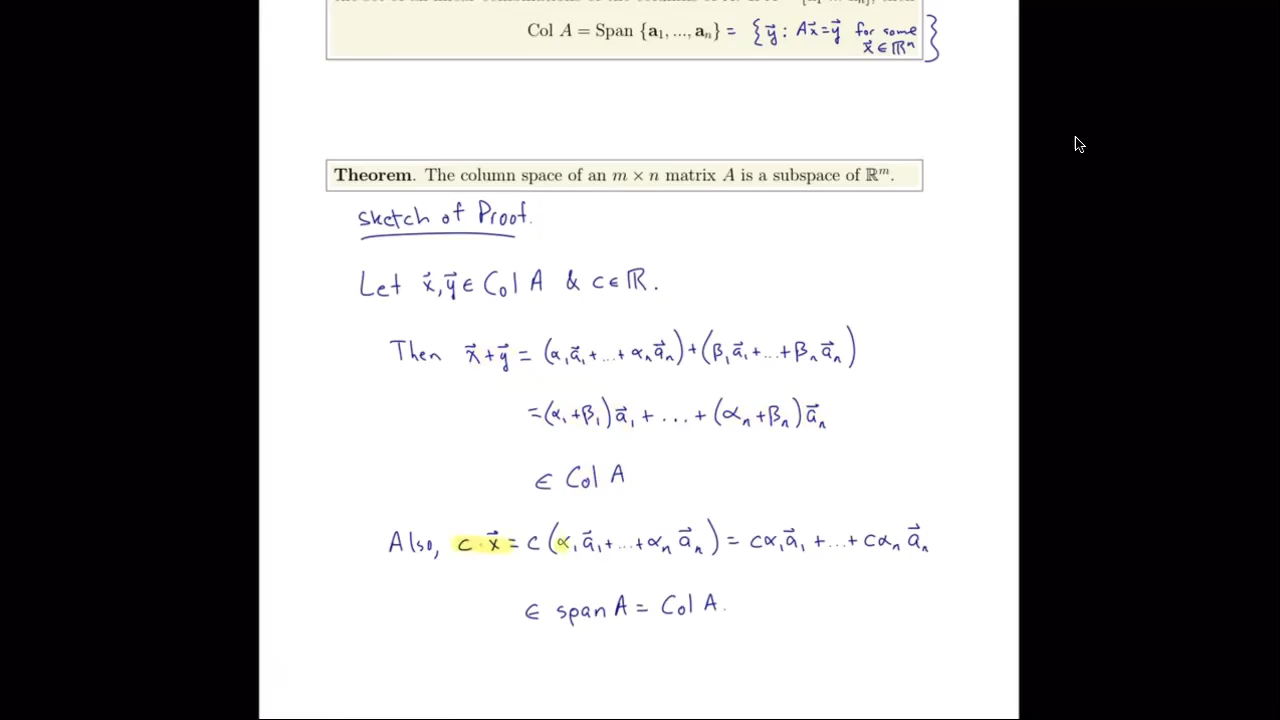 Col A = Span {a₁, ..., aₙ} = {y⃗ : Ax⃗=y⃗ for some
x⃗ ∈ ℝⁿ}
Theorem. The column space of an m × n matrix A is a subspace of ℝᵐ.
Sketch of Proof.
Let x⃗, y⃗ ∈ Col A & c ∈ ℝ.
Then x⃗+y⃗ = (α₁a⃗₁+...+αₙa⃗ₙ)+(β₁a⃗₁+...+βₙa⃗ₙ)
=(α₁+β₁)a⃗₁ + ... + (αₙ+βₙ)a⃗ₙ
∈ Col A
Also, c · x⃗ = c (α₁a⃗₁+...+αₙ a⃗ₙ) = cα₁a⃗₁ + ... + cαₙ a⃗ₙ
∈ span A = Col A.